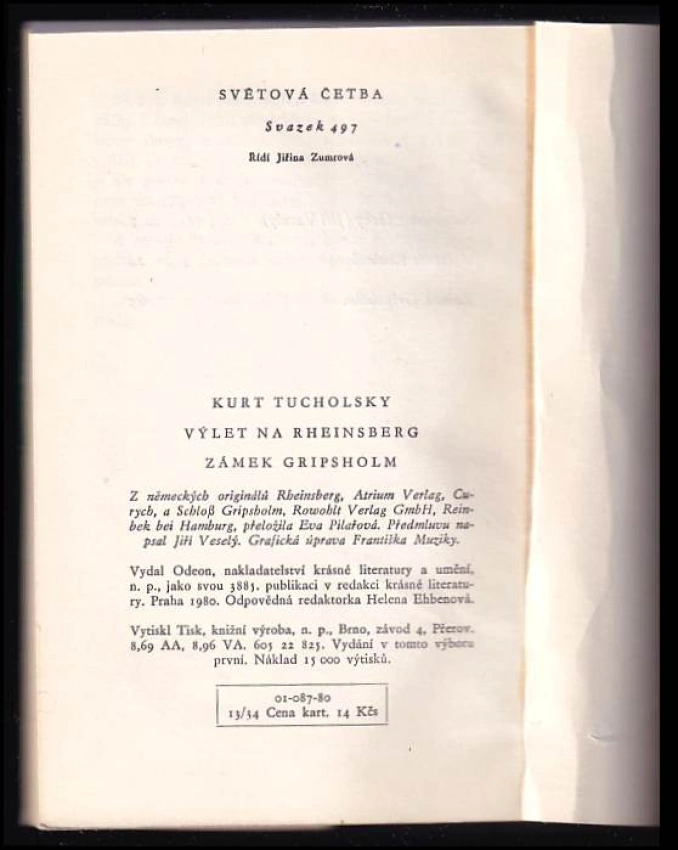 SVĚTOVÁ ČETBA
Svazek 497
Řídí Jiřina Zumrová
KURT TUCHOLSKY
VÝLET NA RHEINSBERG
ZÁMEK GRIPSHOLM
Z německých originálů Rheinsberg, Atrium Verlag, Cu-
rych, a Schloß Gripsholm, Rowohlt Verlag GmbH, Rein-
bek bei Hamburg, přeložila Eva Pilařová. Předmluvu na-
psal Jiří Veselý. Grafická úprava Františka Muziky.
Vydal Odeon, nakladatelství krásné literatury a umění,
n. p., jako svou 3885. publikaci v redakci krásné literatu-
ry. Praha 1980. Odpovědná redaktorka Helena Ebbenová.
Vytiskl Tisk, knižní výroba, n. p., Brno, závod 4, Přerov.
8,69 AA, 8,96 VA. 605 22 825. Vydání v tomto výboru
první. Náklad 15 000 výtisků.
01-087-80
13/34 Cena kart. 14 Kčs